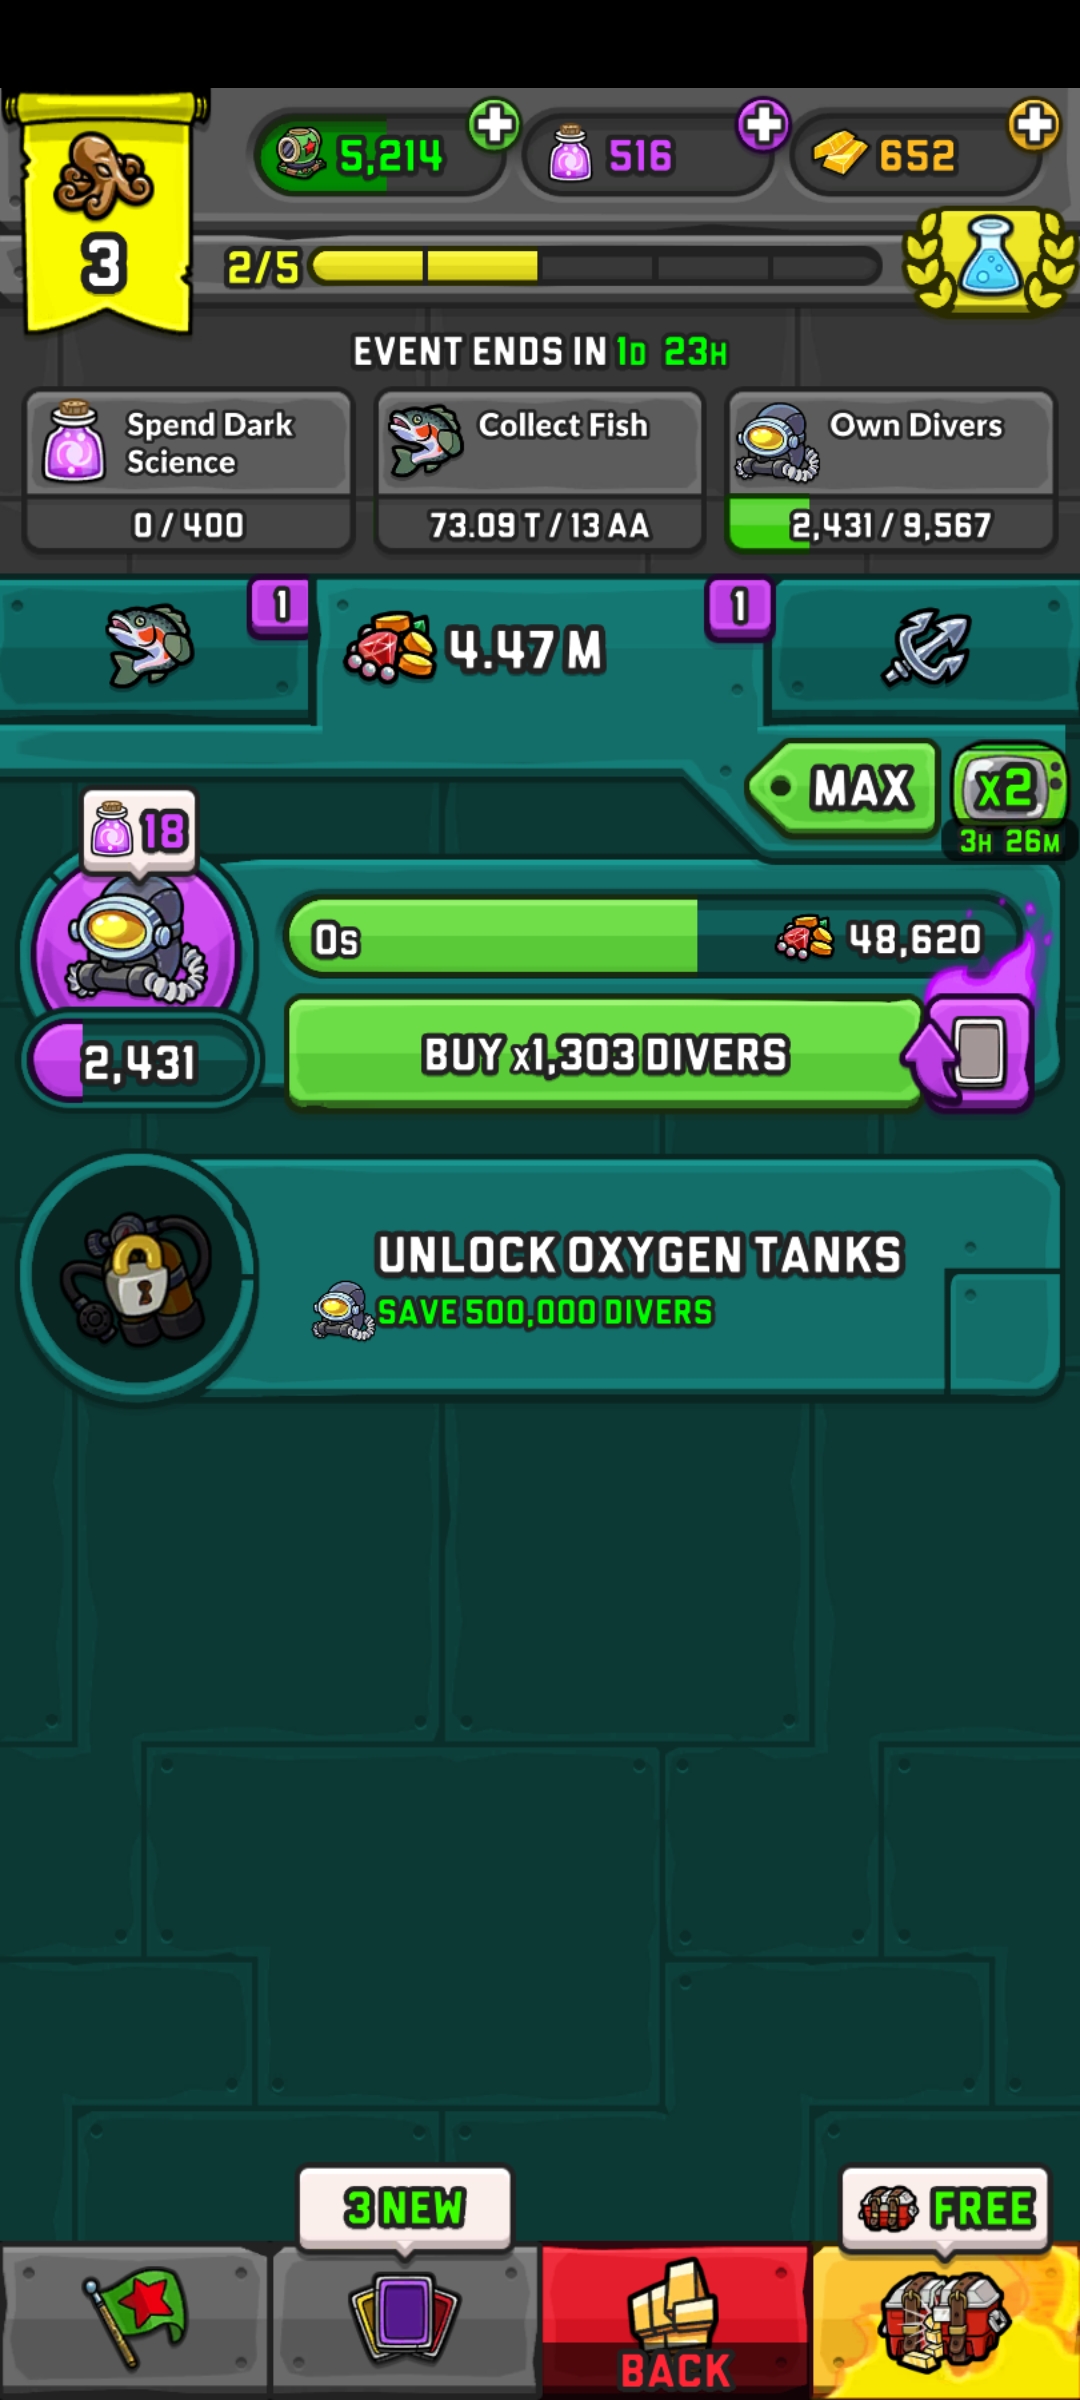 5,214
516
652
3
2/5
EVENT ENDS IN 1D 23H
Spend Dark
Science
0 / 400
Collect Fish
73.09 T / 13 AA
Own Divers
2,431 / 9,567
1
4.47 M
1
MAX
x2
3H 26M
18
0s
48,620
2,431
BUY x1,303 DIVERS
UNLOCK OXYGEN TANKS
SAVE 500,000 DIVERS
3 NEW
FREE
BACK